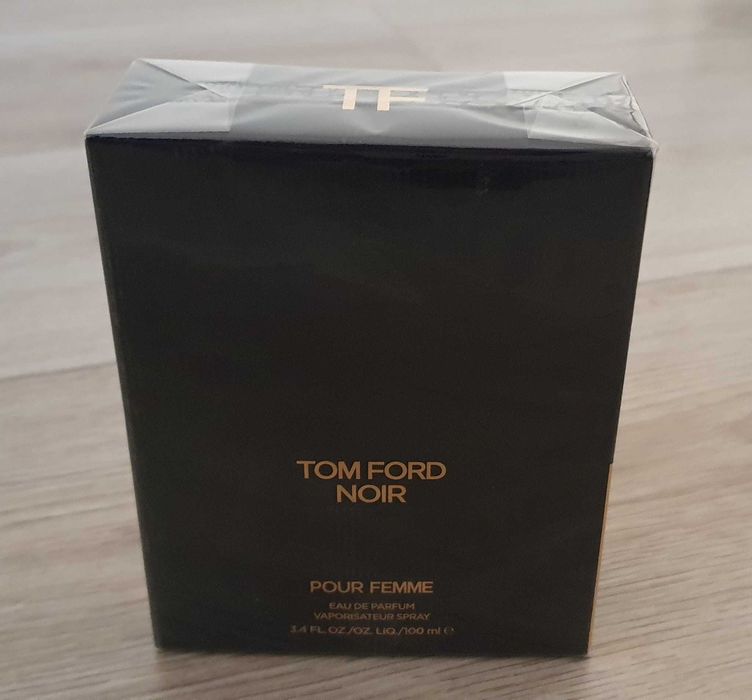 TF
TOM FORD
NOIR
POUR FEMME
EAU DE PARFUM
VAPORISATEUR SPRAY
3.4 FL.OZ./OZ. LIQ./100 ml ℮